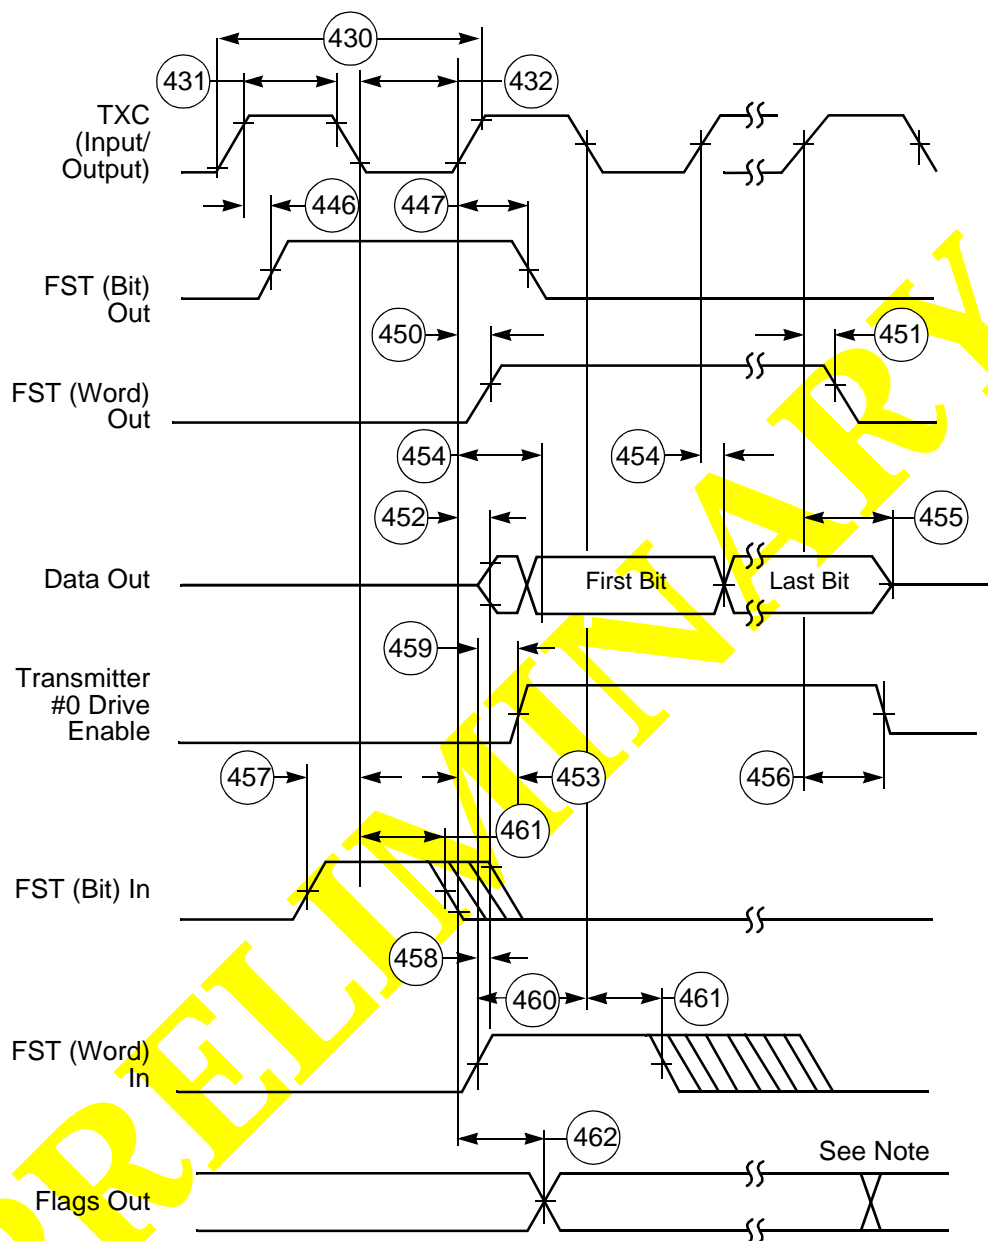 430
431
432
TXC
(Input/
Output)
446
447
FST (Bit)
Out
450
451
FST (Word)
Out
454
454
452
455
Data Out
First Bit
Last Bit
459
Transmitter
#0 Drive
Enable
457
453
456
461
FST (Bit) In
458
460
461
FST (Word)
In
462
See Note
Flags Out
PRELIMINARY